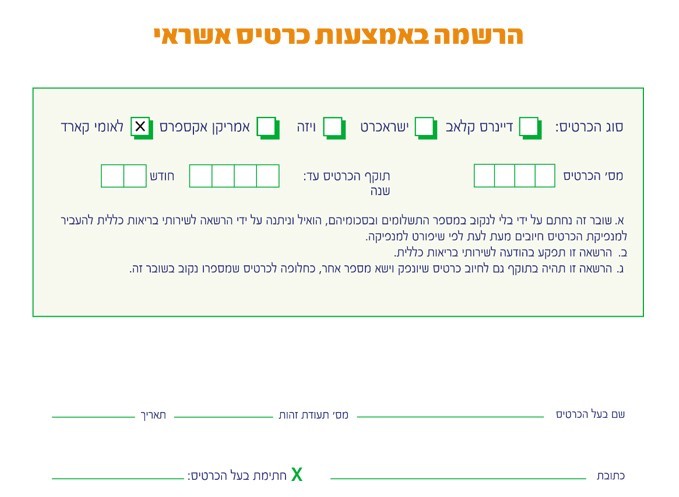 הרשמה באמצעות כרטיס אשראי
סוג הכרטיס: דיינרס קלאב ישראכרט ויזה אמריקן אקספרס X לאומי קארד
מס׳ הכרטיס תוקף הכרטיס עד: חודש
שנה
א. שובר זה נחתם על ידי בלי לנקוב במספר התשלומים ובסכומיהם, הואיל וניתנה על ידי הרשאה לשירותי בריאות כללית להעביר
למנפיקת הכרטיס חיובים מעת לעת לפי שיפורט למנפיקה.
ב. הרשאה זו תפקע בהודעה לשירותי בריאות כללית.
ג. הרשאה זו תהיה בתוקף גם לחיוב כרטיס שיונפק וישא מספר אחר, כחלופה לכרטיס שמספרו נקוב בשובר זה.
שם בעל הכרטיס מס׳ תעודת זהות תאריך
כתובת X חתימת בעל הכרטיס: